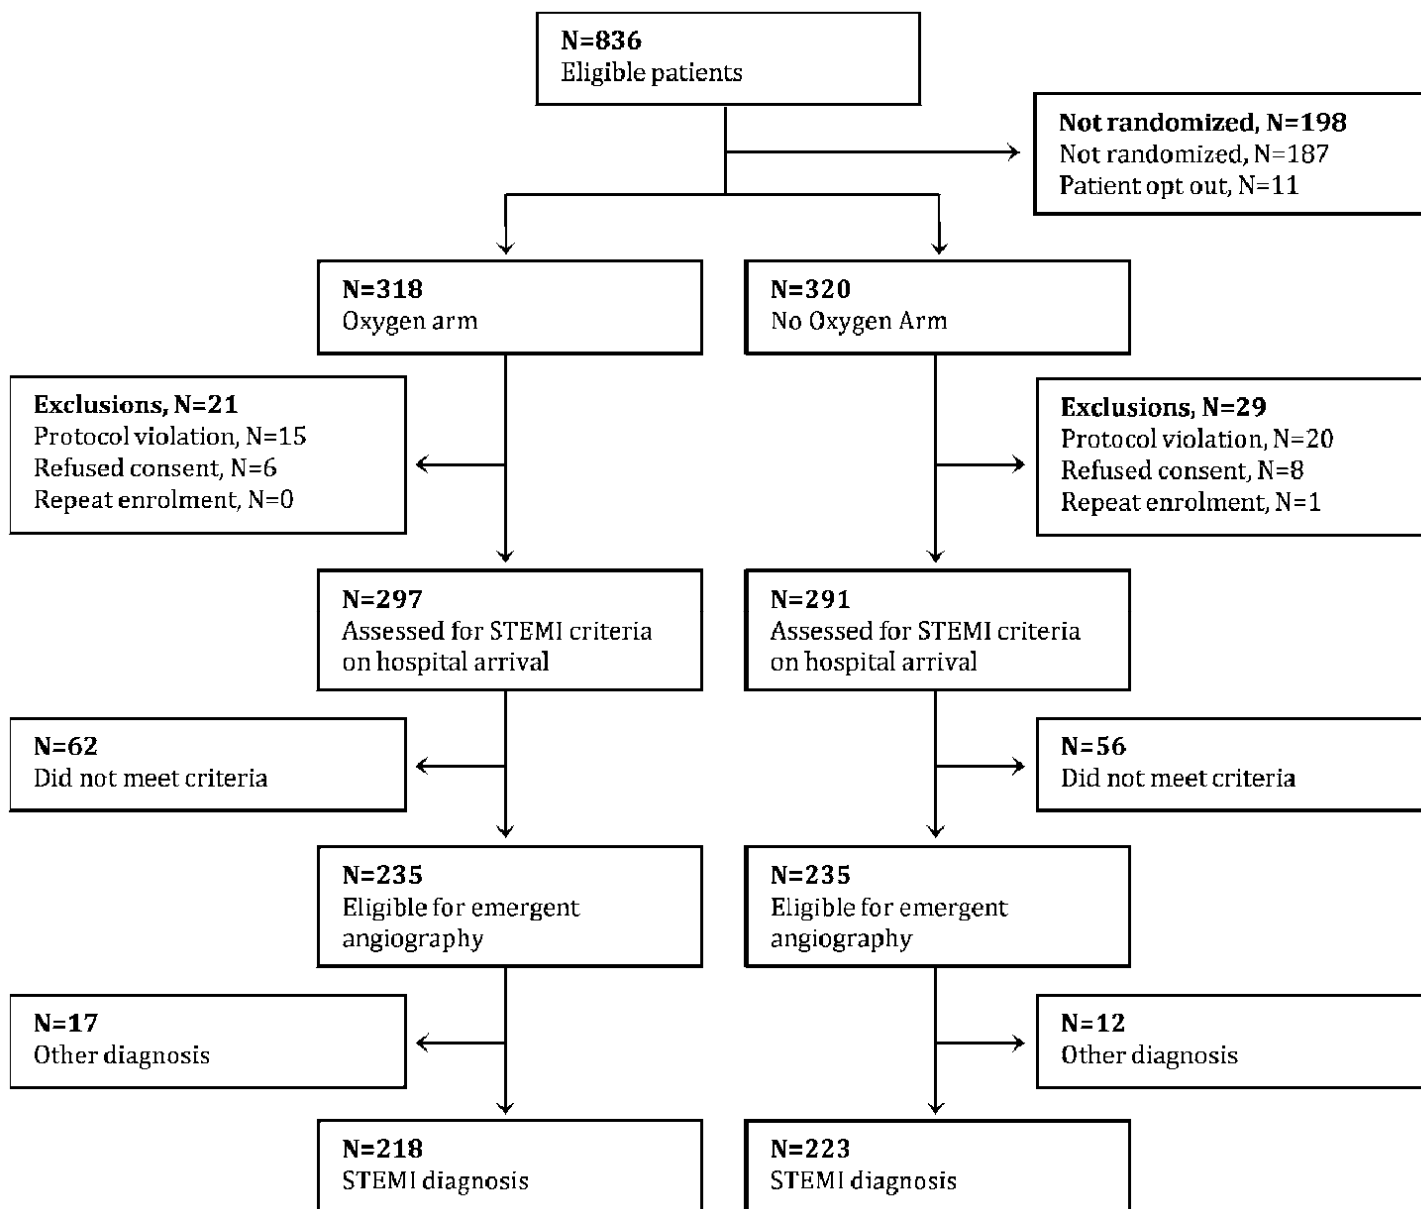 N=836
Eligible patients
Not randomized, N=198
Not randomized, N=187
Patient opt out, N=11
N=318
Oxygen arm
N=320
No Oxygen Arm
Exclusions, N=21
Protocol violation, N=15
Refused consent, N=6
Repeat enrolment, N=0
Exclusions, N=29
Protocol violation, N=20
Refused consent, N=8
Repeat enrolment, N=1
N=297
Assessed for STEMI criteria
on hospital arrival
N=291
Assessed for STEMI criteria
on hospital arrival
N=62
Did not meet criteria
N=56
Did not meet criteria
N=235
Eligible for emergent
angiography
N=235
Eligible for emergent
angiography
N=17
Other diagnosis
N=12
Other diagnosis
N=218
STEMI diagnosis
N=223
STEMI diagnosis